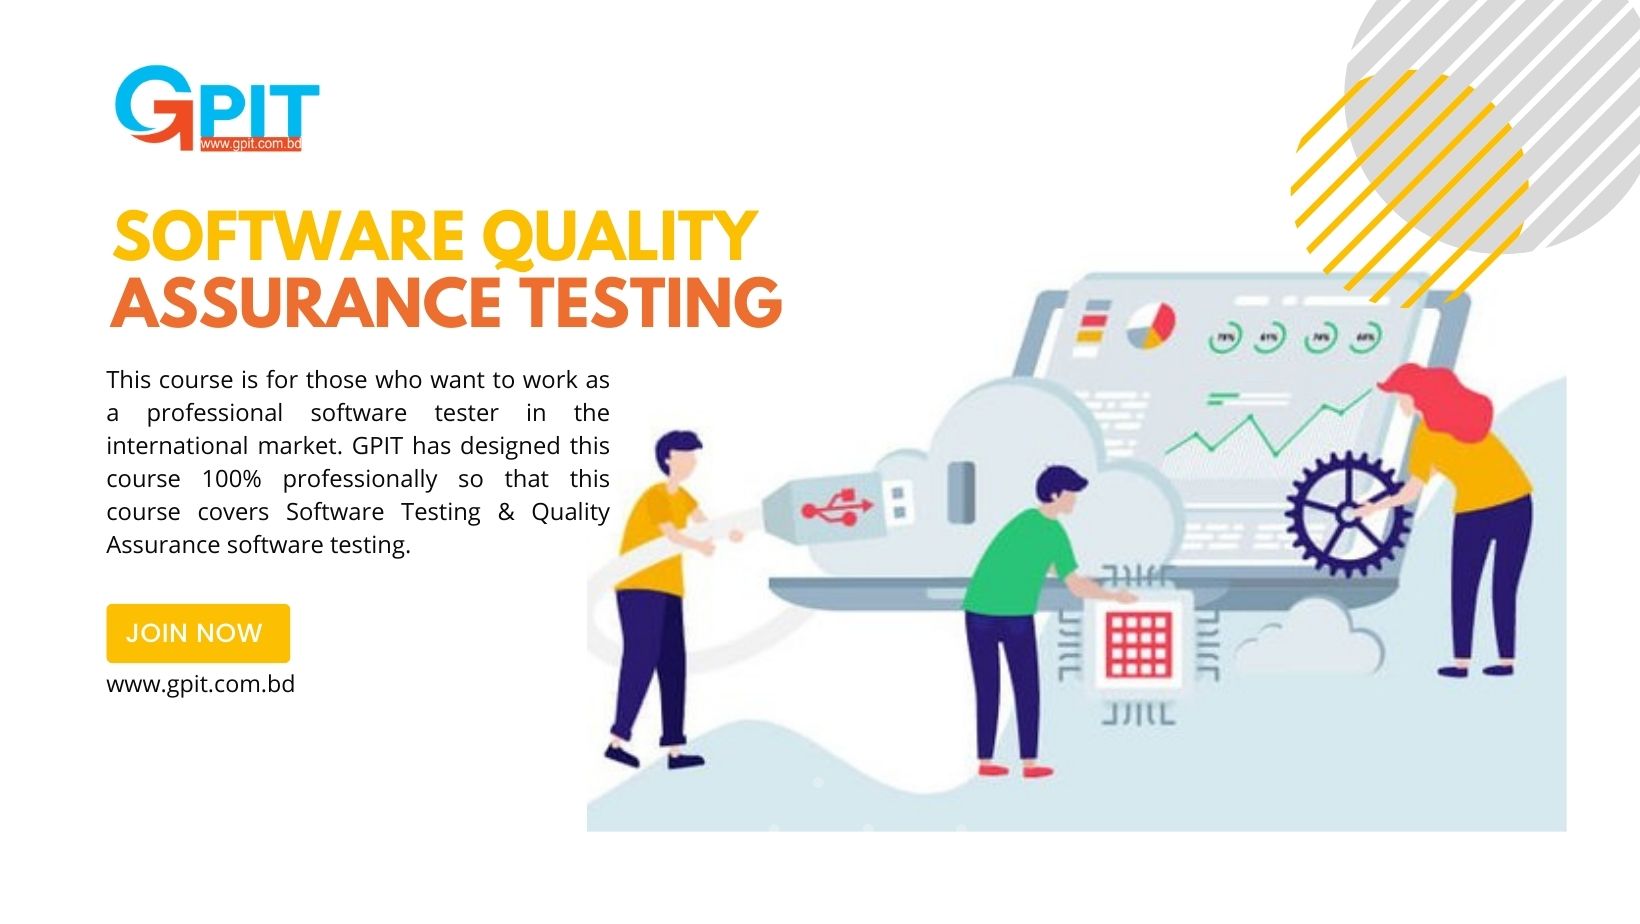 GPIT
www.gpit.com.bd
SOFTWARE QUALITY
ASSURANCE TESTING
This course is for those who want to work as
a professional software tester in the
international market. GPIT has designed this
course 100% professionally so that this
course covers Software Testing & Quality
Assurance software testing.
JOIN NOW
www.gpit.com.bd